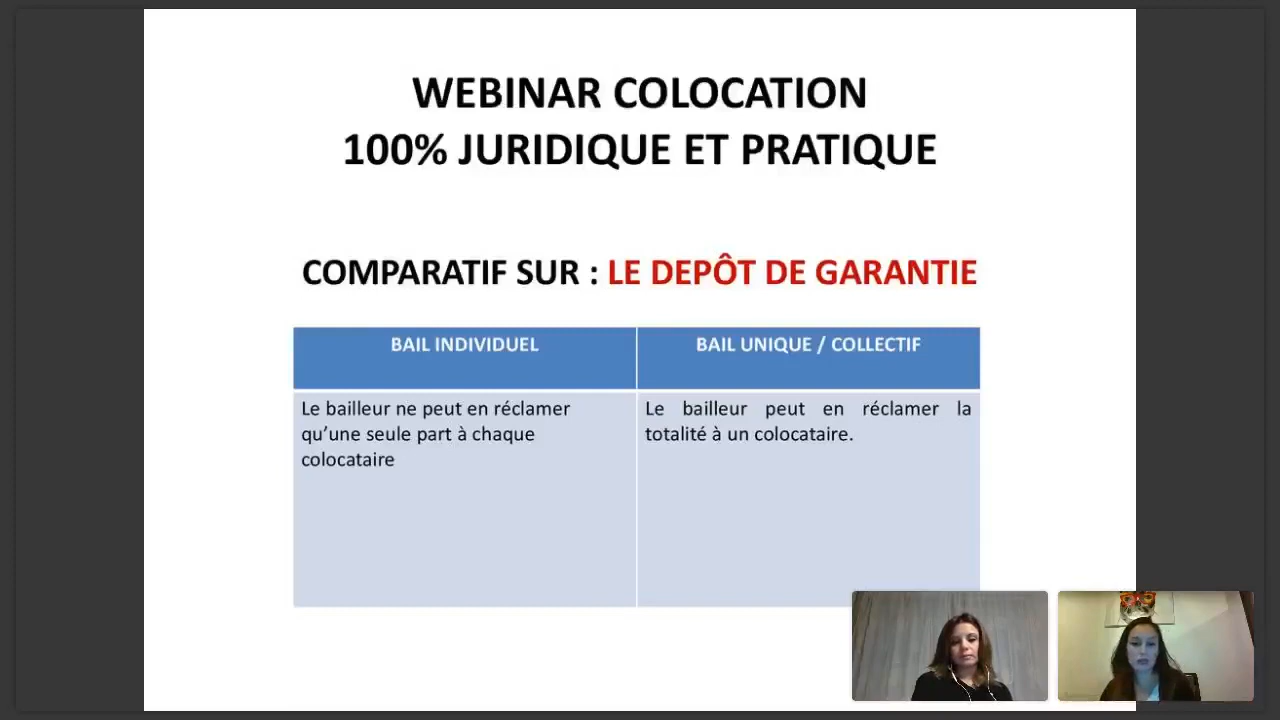 WEBINAR COLOCATION
100% JURIDIQUE ET PRATIQUE
COMPARATIF SUR : LE DEPÔT DE GARANTIE
BAIL INDIVIDUEL
BAIL UNIQUE / COLLECTIF
Le bailleur ne peut en réclamer
qu’une seule part à chaque
colocataire
Le bailleur peut en réclamer la
totalité à un colocataire.